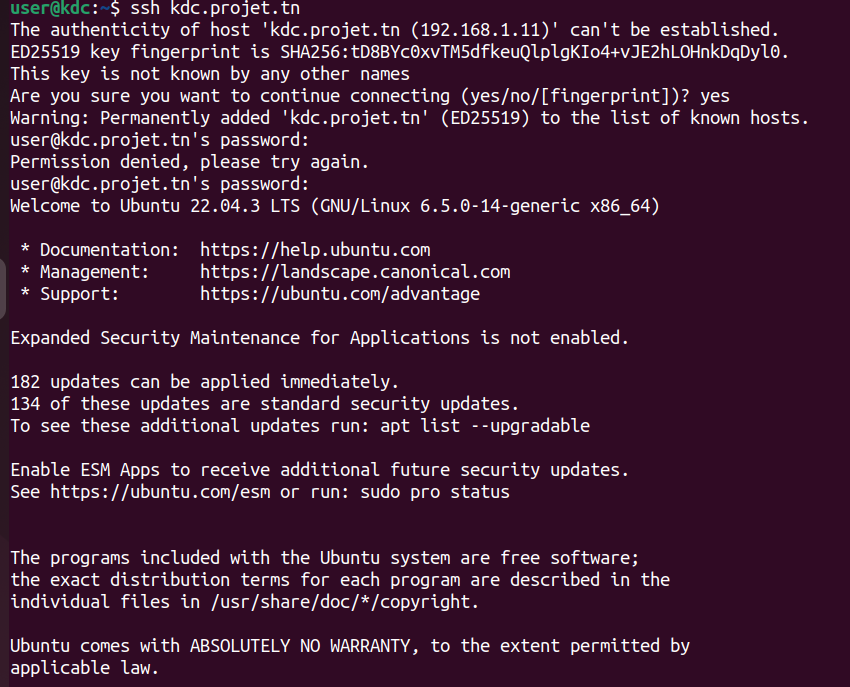 user@kdc:~$ ssh kdc.projet.tn
The authenticity of host 'kdc.projet.tn (192.168.1.11)' can't be established.
ED25519 key fingerprint is SHA256:tD8BYc0xvTM5dfkeuQlplgKIo4+vJE2hLOHnkDqDyl0.
This key is not known by any other names
Are you sure you want to continue connecting (yes/no/[fingerprint])? yes
Warning: Permanently added 'kdc.projet.tn' (ED25519) to the list of known hosts.
user@kdc.projet.tn's password:
Permission denied, please try again.
user@kdc.projet.tn's password:
Welcome to Ubuntu 22.04.3 LTS (GNU/Linux 6.5.0-14-generic x86_64)
* Documentation:  https://help.ubuntu.com
* Management:     https://landscape.canonical.com
* Support:        https://ubuntu.com/advantage
Expanded Security Maintenance for Applications is not enabled.
182 updates can be applied immediately.
134 of these updates are standard security updates.
To see these additional updates run: apt list --upgradable
Enable ESM Apps to receive additional future security updates.
See https://ubuntu.com/esm or run: sudo pro status
The programs included with the Ubuntu system are free software;
the exact distribution terms for each program are described in the
individual files in /usr/share/doc/*/copyright.
Ubuntu comes with ABSOLUTELY NO WARRANTY, to the extent permitted by
applicable law.